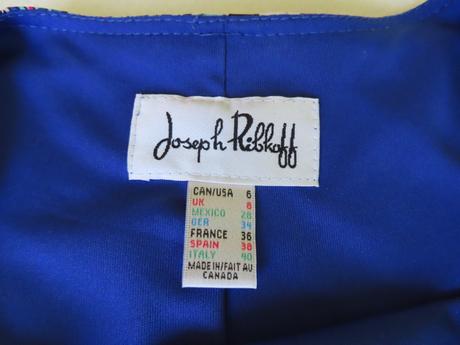 Joseph Ribkoff
CAN/USA 6
UK 8
MEXICO 28
GER 34
FRANCE 36
SPAIN 38
ITALY 40
MADE IN/FAIT AU
CANADA